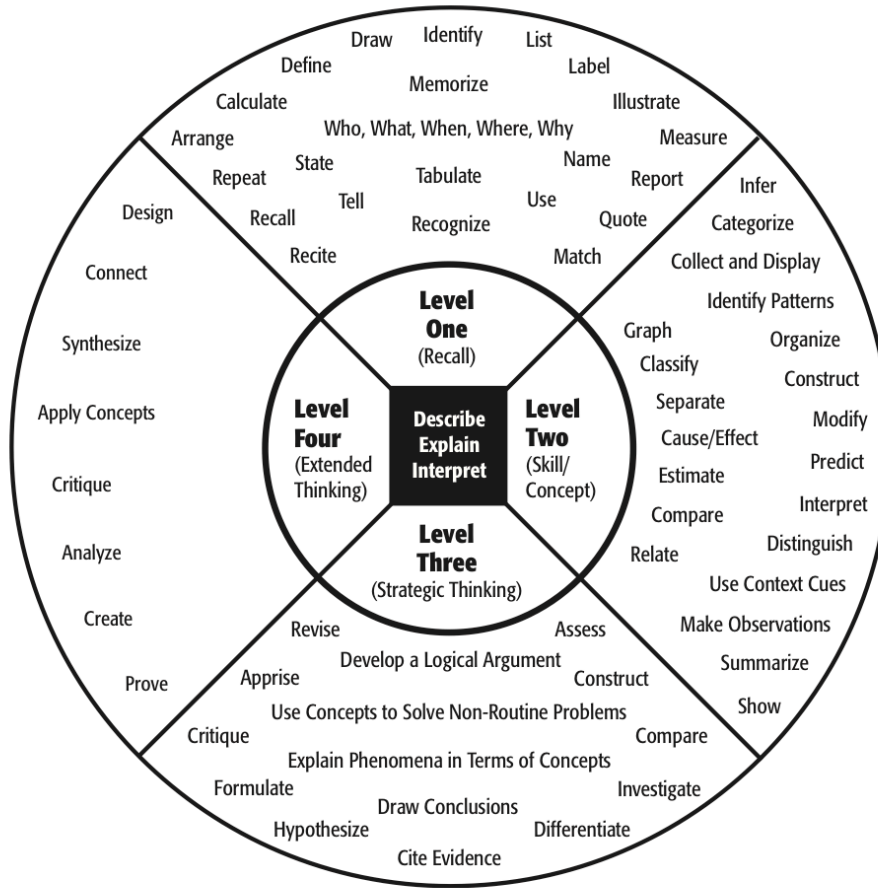 Draw
Identify
List
Define
Label
Memorize
Calculate
Illustrate
Who, What, When, Where, Why
Arrange
Measure
State
Name
Repeat
Tabulate
Report
Tell
Use
Recall
Recognize
Quote
Recite
Match
Level
One
(Recall)
Infer
Categorize
Collect and Display
Identify Patterns
Graph
Organize
Classify
Construct
Separate
Modify
Cause/Effect
Predict
Estimate
Interpret
Compare
Distinguish
Relate
Use Context Cues
Make Observations
Summarize
Show
Level
Two
(Skill/
Concept)
Describe
Explain
Interpret
Level
Three
(Strategic Thinking)
Revise
Assess
Develop a Logical Argument
Apprise
Construct
Use Concepts to Solve Non-Routine Problems
Critique
Compare
Explain Phenomena in Terms of Concepts
Formulate
Investigate
Draw Conclusions
Hypothesize
Differentiate
Cite Evidence
Level
Four
(Extended
Thinking)
Design
Connect
Synthesize
Apply Concepts
Critique
Analyze
Create
Prove